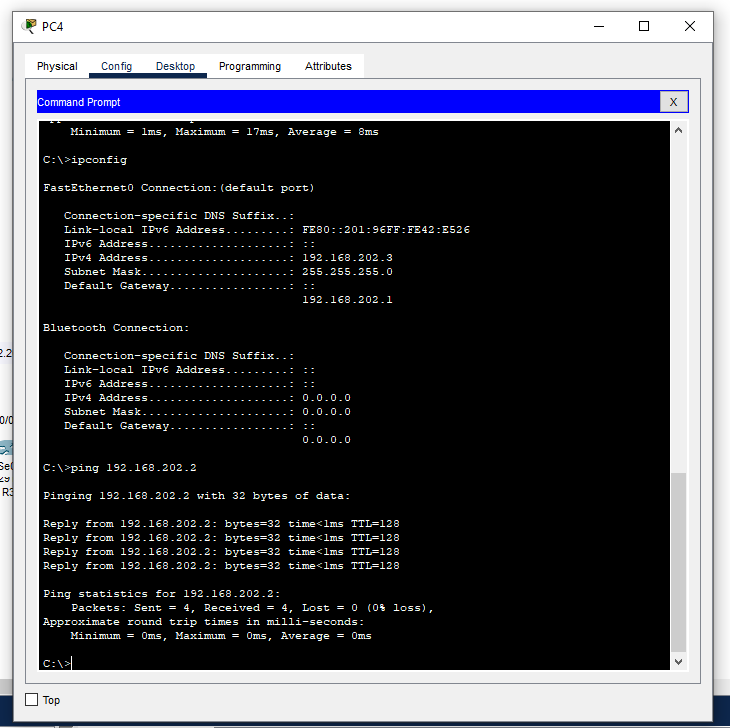 PC4
Physical Config Desktop Programming Attributes
Command Prompt X
Minimum = 1ms, Maximum = 17ms, Average = 8ms
C:\>ipconfig
FastEthernet0 Connection:(default port)
Connection-specific DNS Suffix..:
Link-local IPv6 Address.........: FE80::201:96FF:FE42:E526
IPv6 Address....................: ::
IPv4 Address....................: 192.168.202.3
Subnet Mask.....................: 255.255.255.0
Default Gateway.................: ::
192.168.202.1
Bluetooth Connection:
Connection-specific DNS Suffix..:
Link-local IPv6 Address.........: ::
IPv6 Address....................: ::
IPv4 Address....................: 0.0.0.0
Subnet Mask.....................: 0.0.0.0
Default Gateway.................: ::
0.0.0.0
C:\>ping 192.168.202.2
Pinging 192.168.202.2 with 32 bytes of data:
Reply from 192.168.202.2: bytes=32 time<1ms TTL=128
Reply from 192.168.202.2: bytes=32 time<1ms TTL=128
Reply from 192.168.202.2: bytes=32 time<1ms TTL=128
Reply from 192.168.202.2: bytes=32 time<1ms TTL=128
Ping statistics for 192.168.202.2:
Packets: Sent = 4, Received = 4, Lost = 0 (0% loss),
Approximate round trip times in milli-seconds:
Minimum = 0ms, Maximum = 0ms, Average = 0ms
C:\>
Top
2.2
0/0
Se0
29
R3